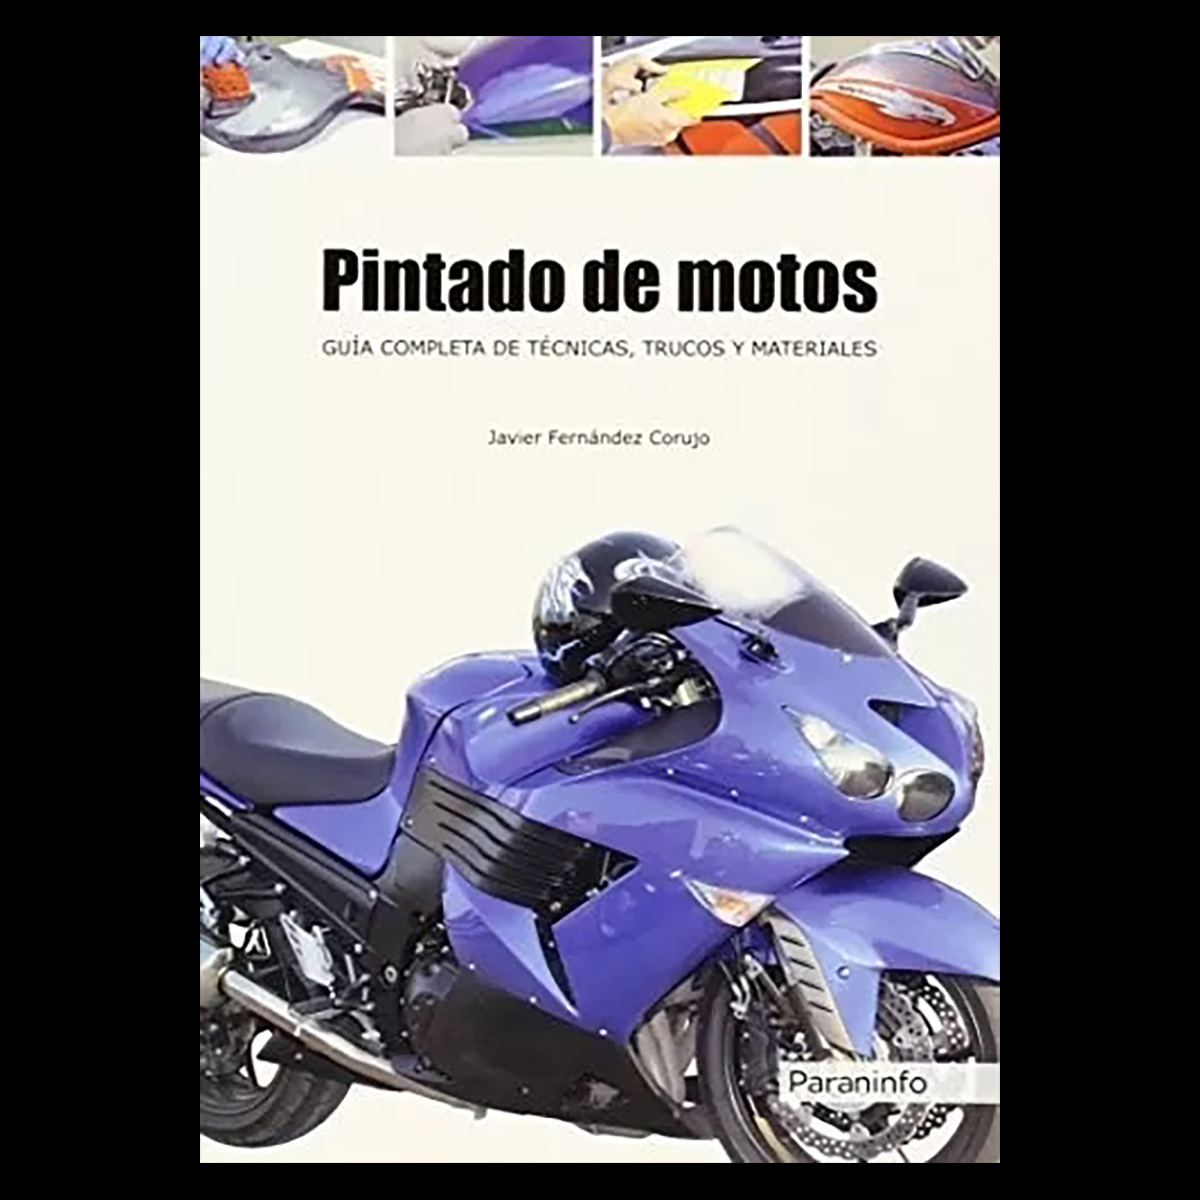 Pintado de motos
GUÍA COMPLETA DE TÉCNICAS, TRUCOS Y MATERIALES
Javier Fernández Corujo
Paraninfo